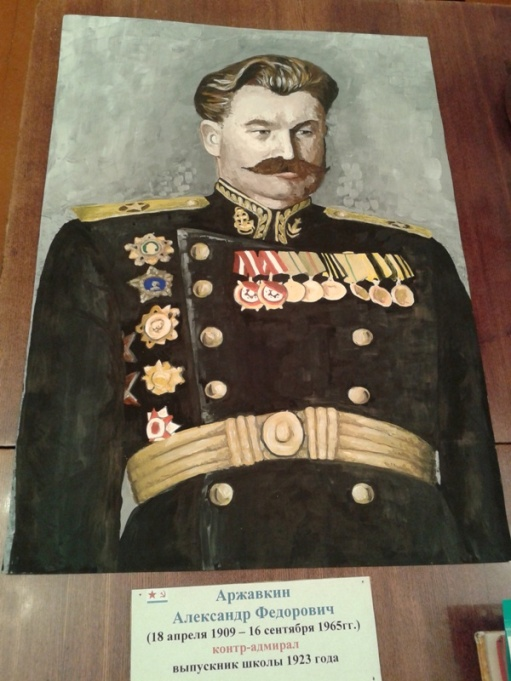 Аржавкин
Александр Федорович
(18 апреля 1909 – 16 сентября 1965гг.)
контр-адмирал
выпускник школы 1923 года